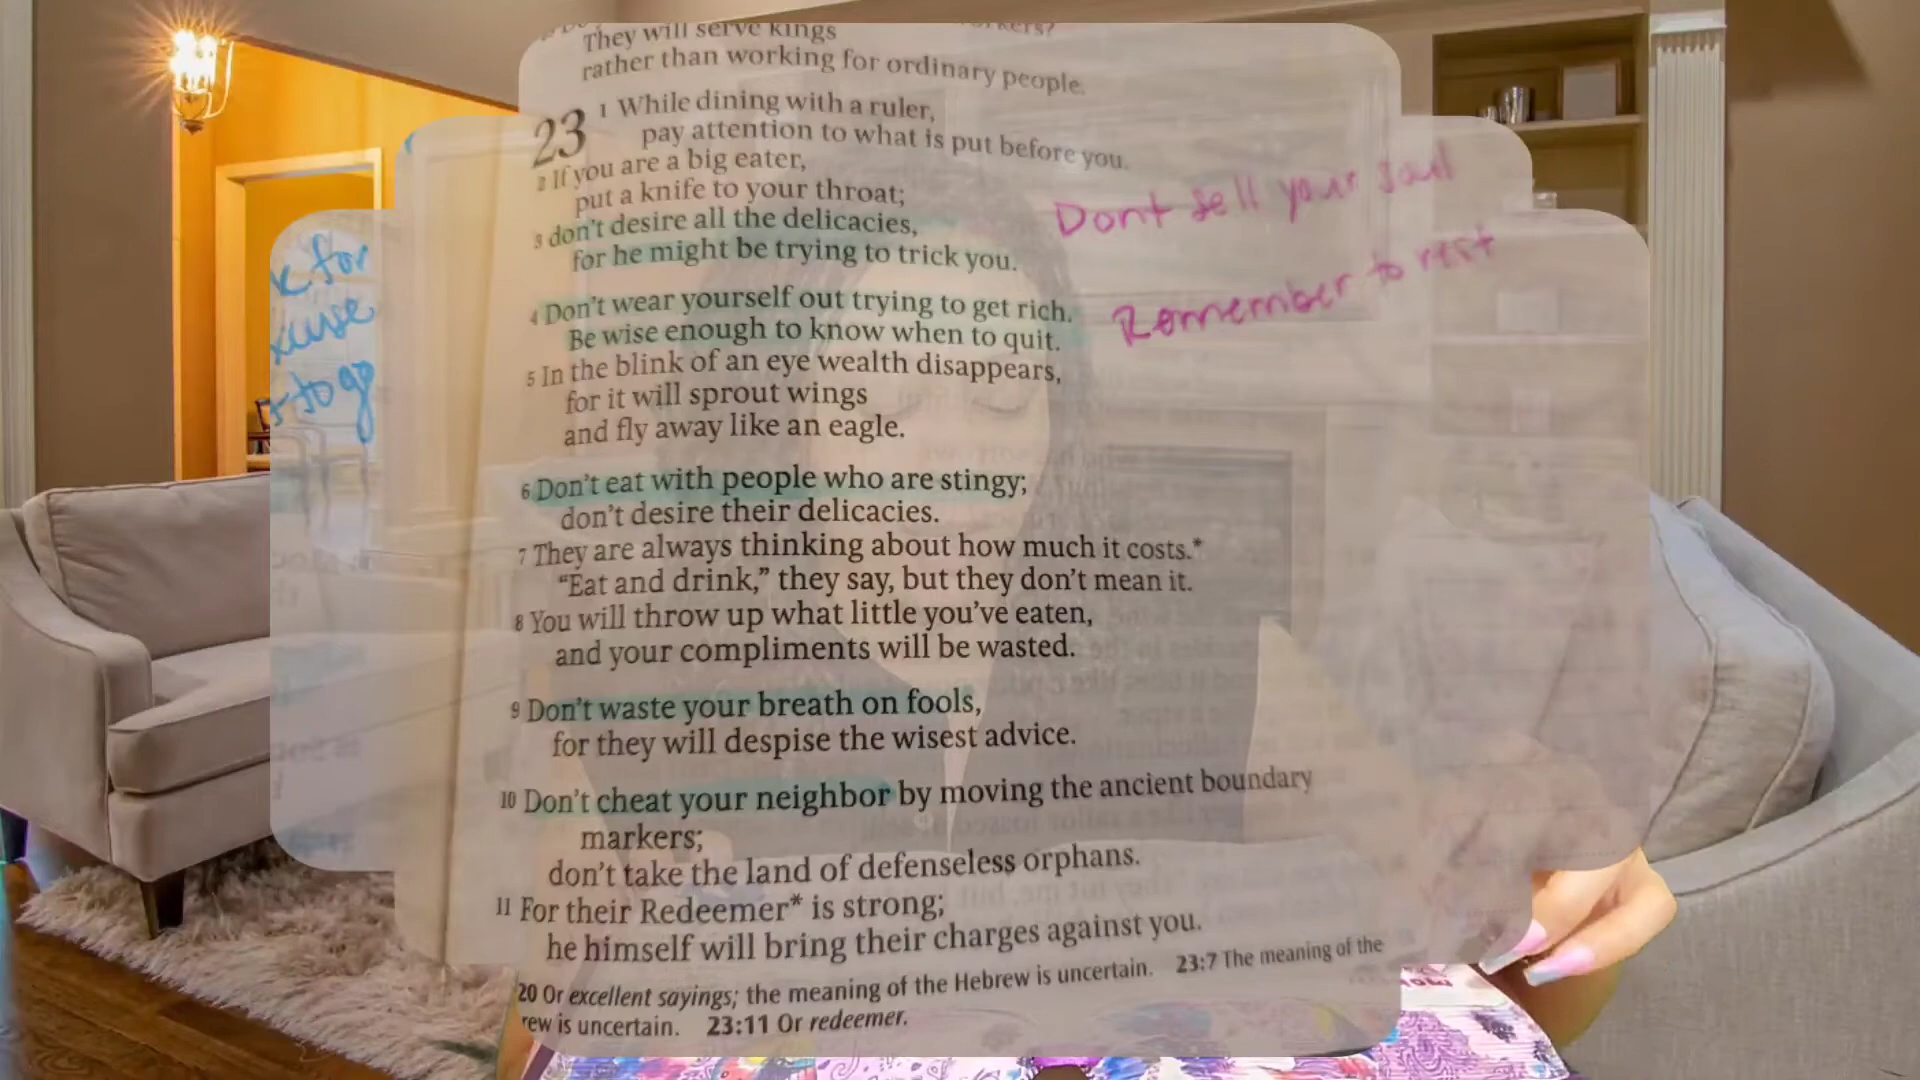 They will serve kings
rather than working for ordinary people.
23
1 While dining with a ruler,
pay attention to what is put before you.
2 If you are a big eater,
put a knife to your throat;
3 don't desire all the delicacies,
for he might be trying to trick you.
Dont sell your soul
4 Don't wear yourself out trying to get rich.
Be wise enough to know when to quit.
Remember to rest
5 In the blink of an eye wealth disappears,
for it will sprout wings
and fly away like an eagle.
6 Don't eat with people who are stingy;
don't desire their delicacies.
7 They are always thinking about how much it costs.*
“Eat and drink,” they say, but they don't mean it.
8 You will throw up what little you've eaten,
and your compliments will be wasted.
9 Don't waste your breath on fools,
for they will despise the wisest advice.
10 Don't cheat your neighbor by moving the ancient boundary
markers;
don't take the land of defenseless orphans.
11 For their Redeemer* is strong;
he himself will bring their charges against you.
20 Or excellent sayings; the meaning of the Hebrew is uncertain. 23:7 The meaning of the
rew is uncertain. 23:11 Or redeemer.
for
to go